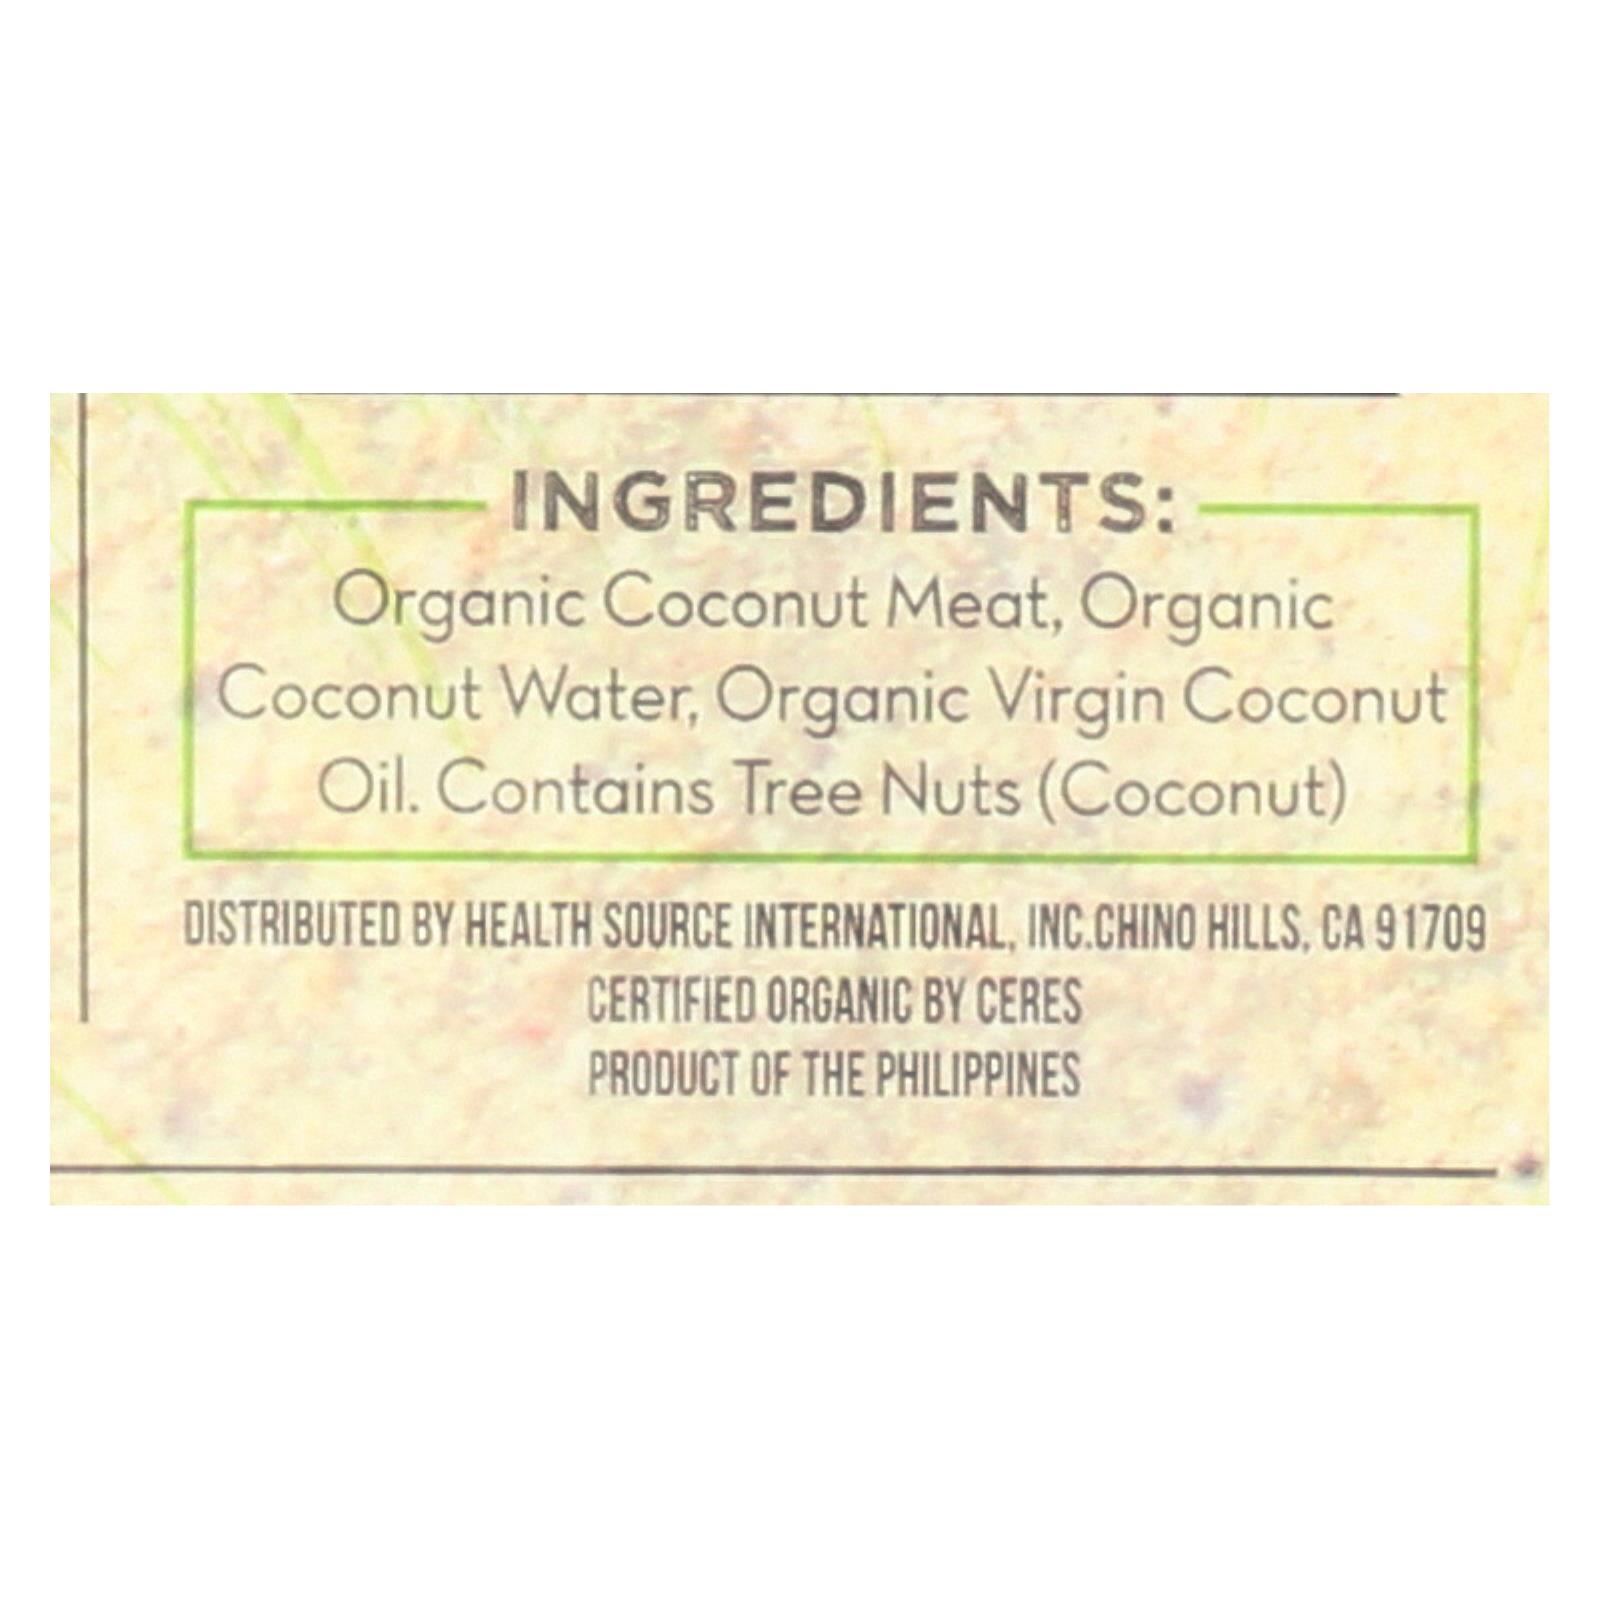 INGREDIENTS:
Organic Coconut Meat, Organic
Coconut Water, Organic Virgin Coconut
Oil. Contains Tree Nuts (Coconut)
DISTRIBUTED BY HEALTH SOURCE INTERNATIONAL, INC.CHINO HILLS, CA 91709
CERTIFIED ORGANIC BY CERES
PRODUCT OF THE PHILIPPINES